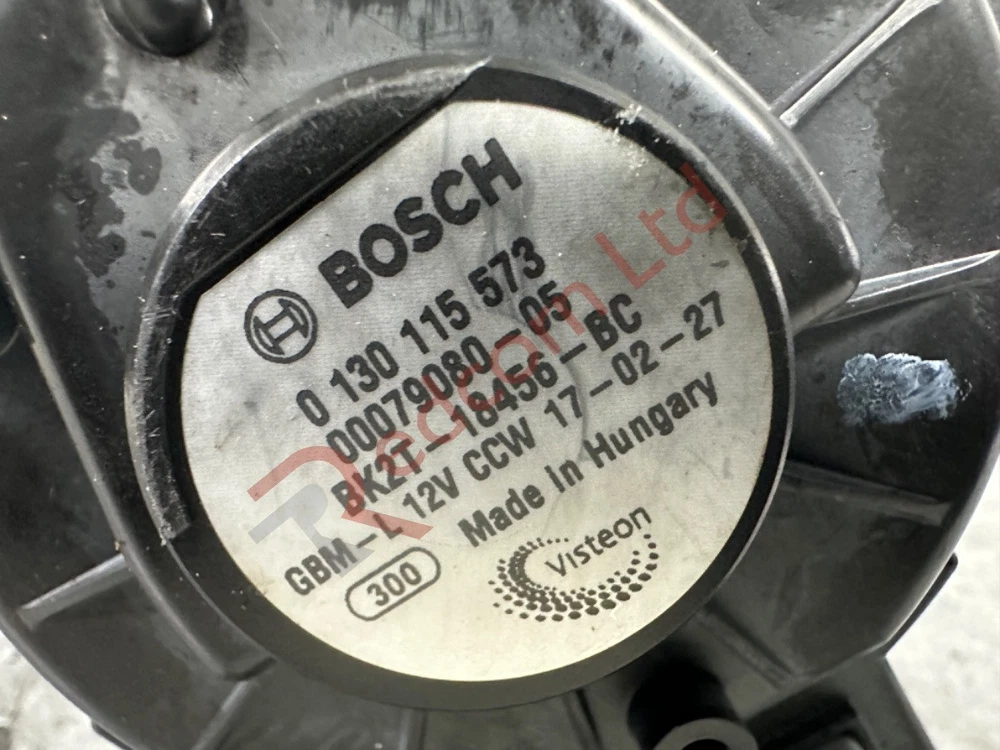 BOSCH
0 130 115 573
00079080-05
BK2T-18456-BC
GBM-L 12V CCW 17-02-27
300 Made In Hungary
Visteon
Redcom Ltd